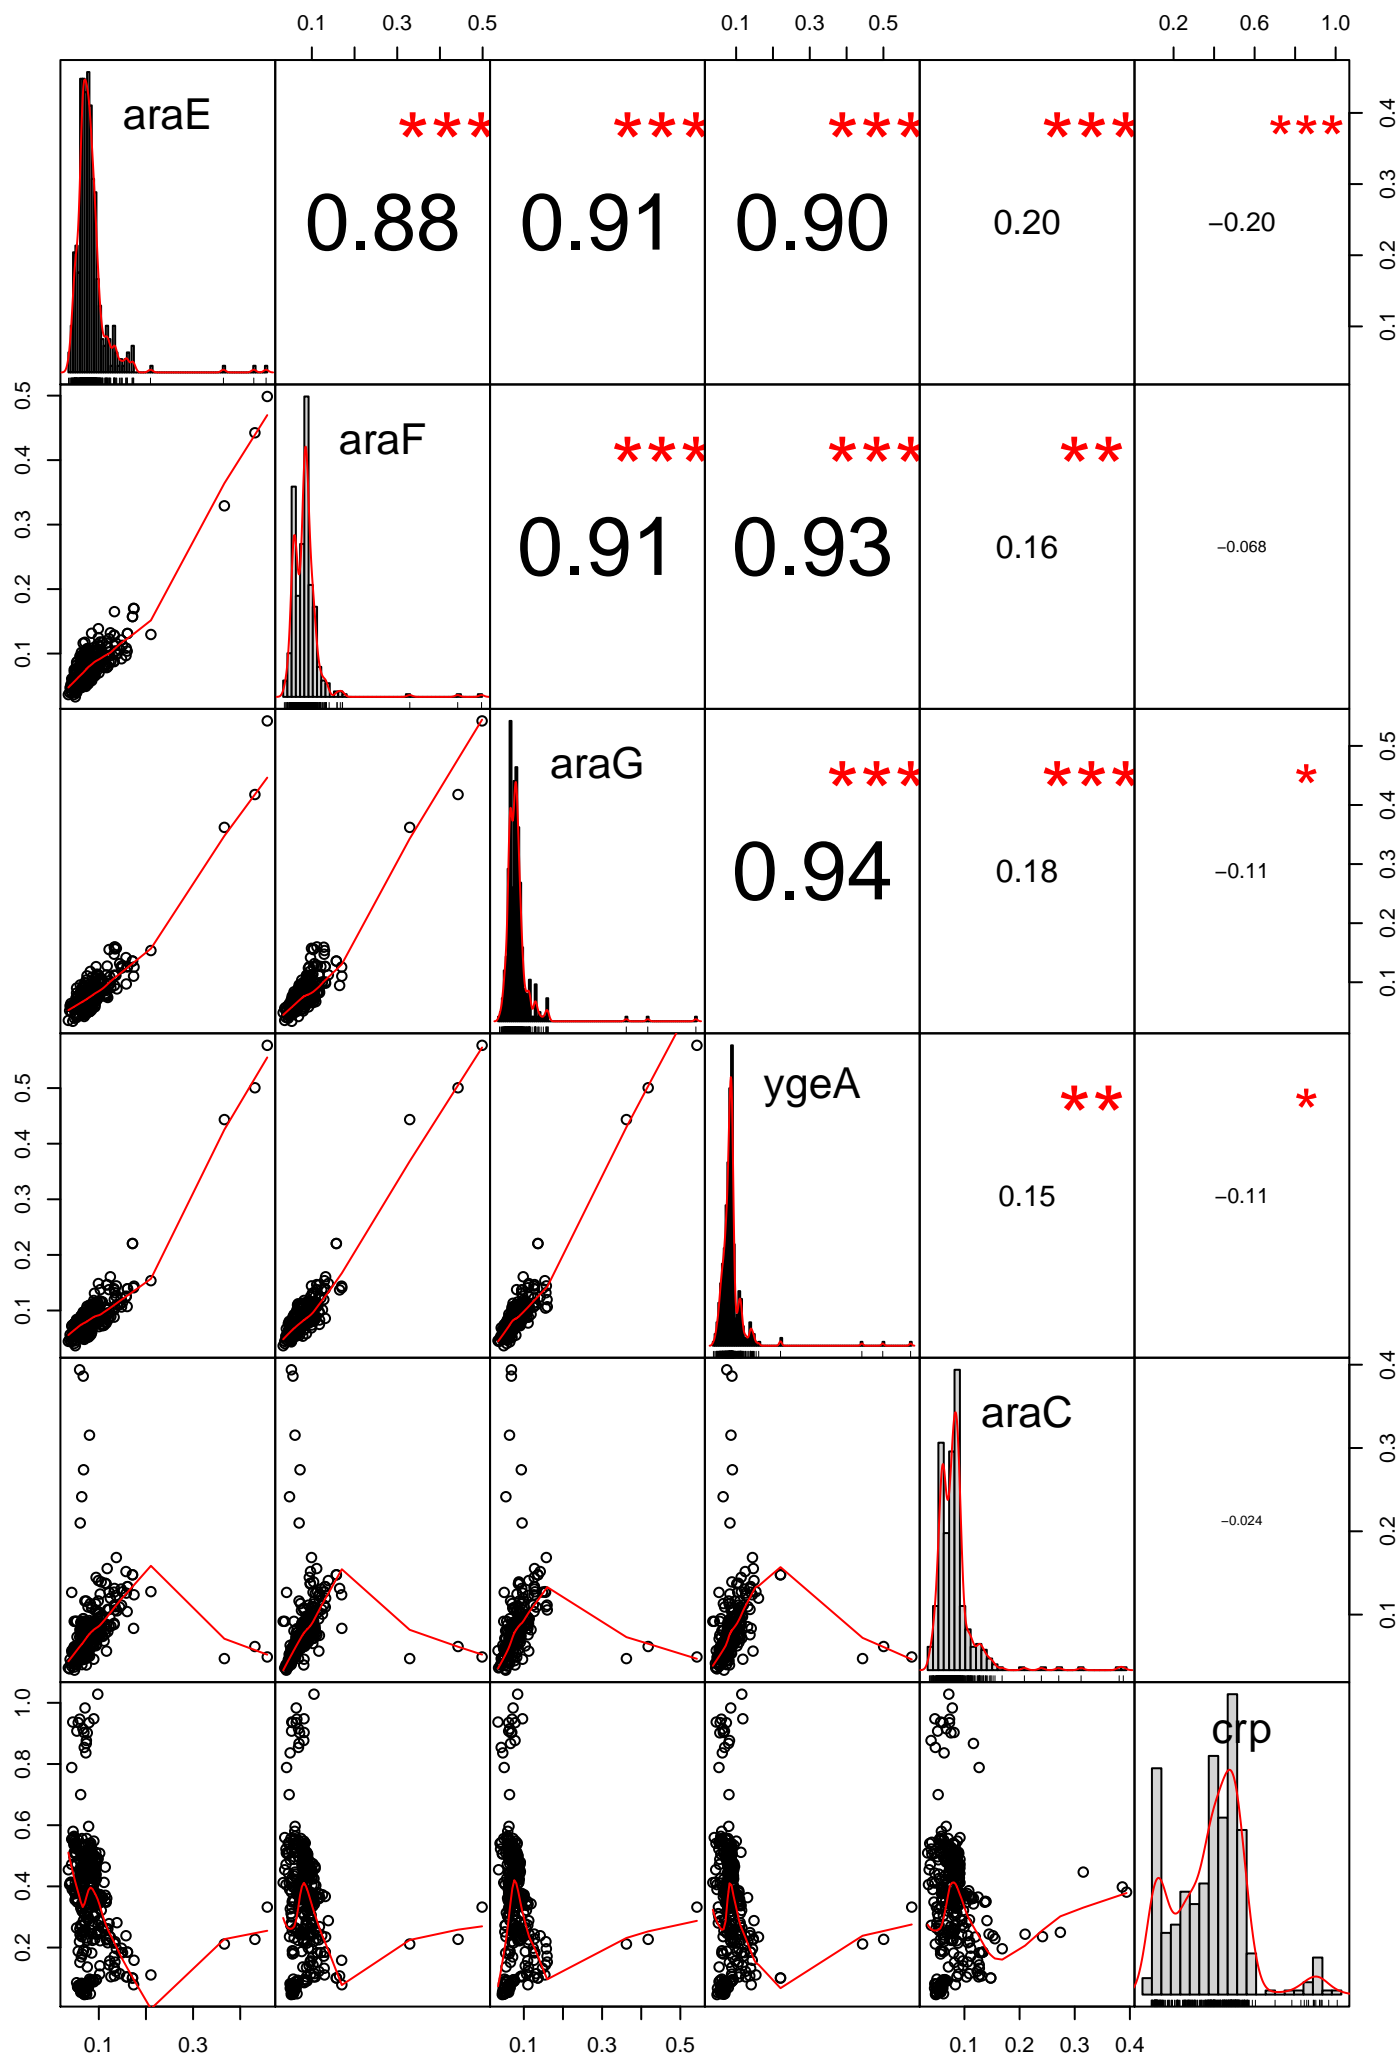 0.1 0.3 0.5 0.1 0.3 0.5 0.2 0.6 1.0
araE *** *** *** *** ***
0.88 0.91 0.90 0.20 −0.20
0.1 0.2 0.3 0.4
araF *** *** **
0.91 0.93 0.16 −0.068
0.1 0.2 0.3 0.4 0.5
araG *** *** *
0.94 0.18 −0.11
0.1 0.2 0.3 0.4 0.5
ygeA ** *
0.15 −0.11
0.1 0.2 0.3 0.4 0.5
araC
−0.024
0.1 0.2 0.3 0.4
crp
0.2 0.4 0.6 0.8 1.0
0.1 0.3 0.1 0.3 0.5 0.1 0.2 0.3 0.4